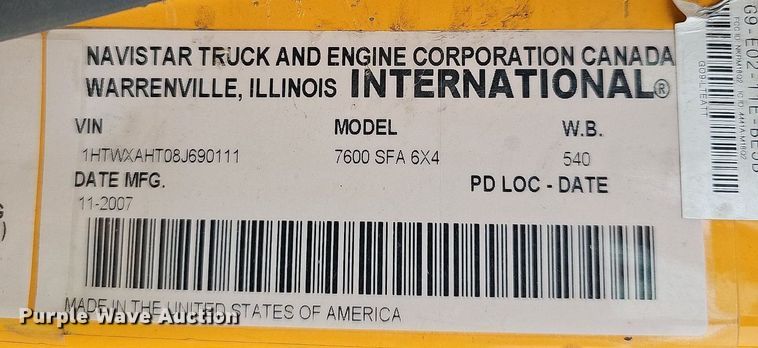 NAVISTAR TRUCK AND ENGINE CORPORATION CANADA
WARRENVILLE, ILLINOIS INTERNATIONAL®
VIN MODEL W.B.
1HTWXAHT08J690111 7600 SFA 6X4 540
DATE MFG. PD LOC - DATE
11-2007
MADE IN THE UNITED STATES OF AMERICA
Purple Wave Auction
G09LTEATT